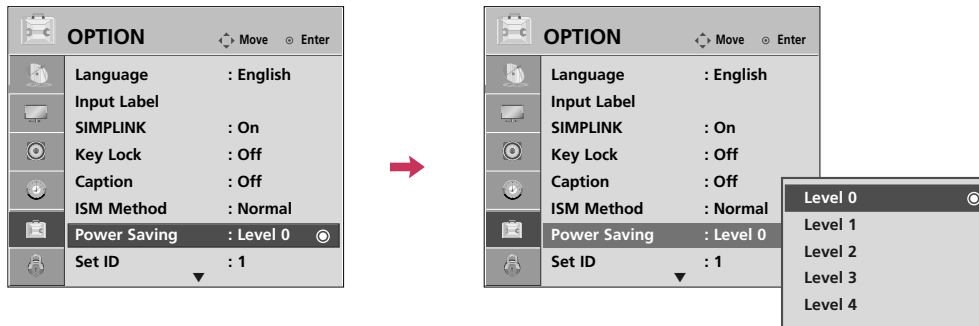 OPTION Move Enter
Language : English
Input Label
SIMPLINK : On
Key Lock : Off
Caption : Off
ISM Method : Normal
Power Saving : Level 0
Set ID : 1
OPTION Move Enter
Language : English
Input Label
SIMPLINK : On
Key Lock : Off
Caption : Off
ISM Method : Normal
Power Saving : Level 0
Set ID : 1
Level 0
Level 1
Level 2
Level 3
Level 4